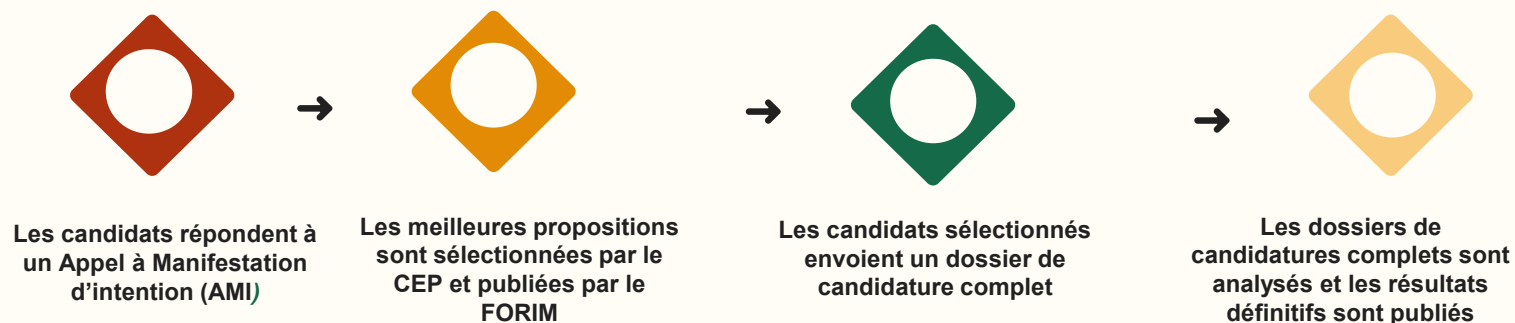 Les candidats répondent à
un Appel à Manifestation
d'intention (AMI)
Les meilleures propositions
sont sélectionnées par le
CEP et publiées par le
FORIM
Les candidats sélectionnés
envoient un dossier de
candidature complet
Les dossiers de
candidatures complets sont
analysés et les résultats
définitifs sont publiés